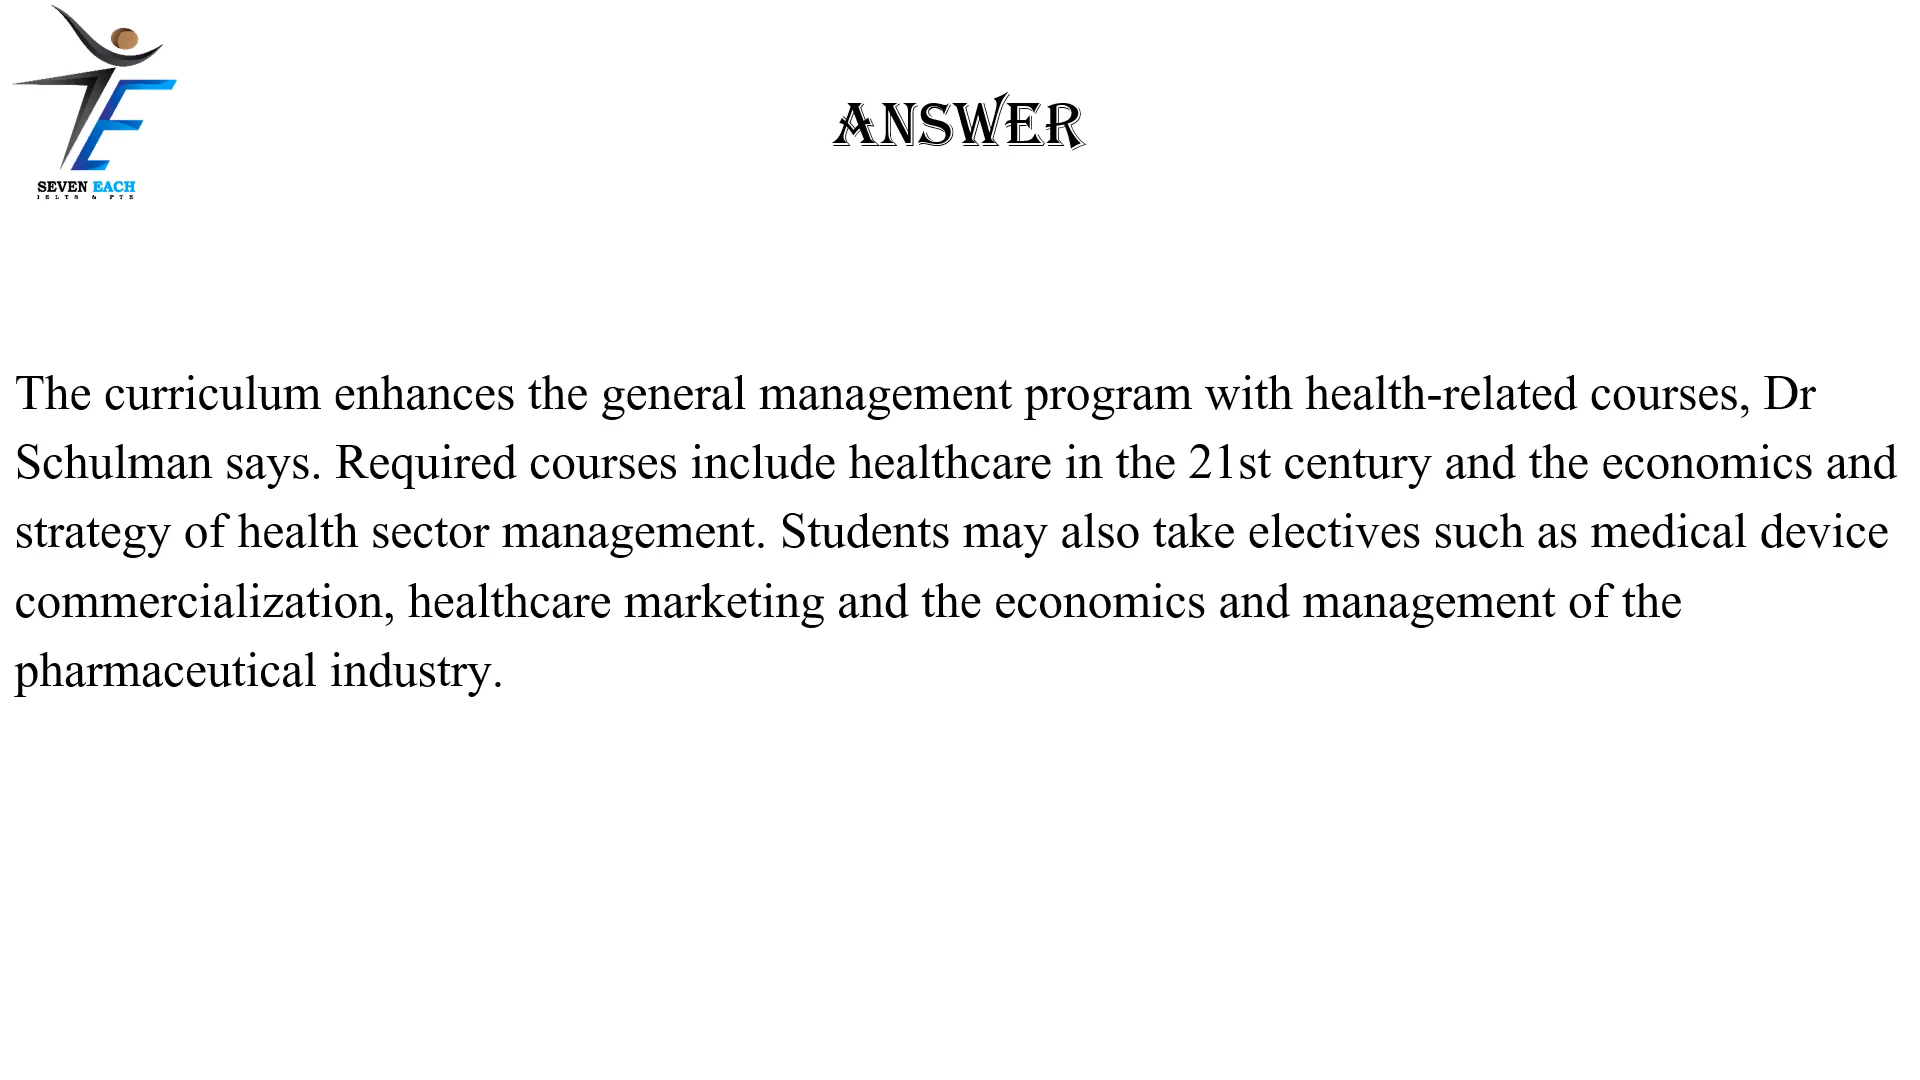 SEVEN EACH
IELTS & PTE
ANSWER
The curriculum enhances the general management program with health-related courses, Dr
Schulman says. Required courses include healthcare in the 21st century and the economics and
strategy of health sector management. Students may also take electives such as medical device
commercialization, healthcare marketing and the economics and management of the
pharmaceutical industry.